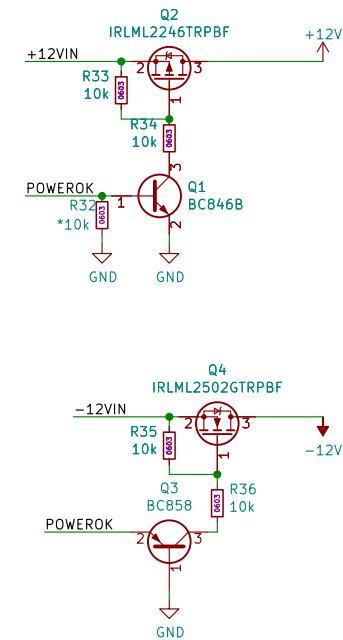 Q2
IRLML2246TRPBF
+12VIN
+12V
2
3
R33
10k
0603
1
R34
10k
0603
3
POWEROK
Q1
BC846B
1
R32
*10k
0603
2
GND
GND
Q4
IRLML2502GTRPBF
-12VIN
2
3
R35
10k
0603
-12V
1
Q3
BC858
R36
10k
0603
POWEROK
2
3
1
GND